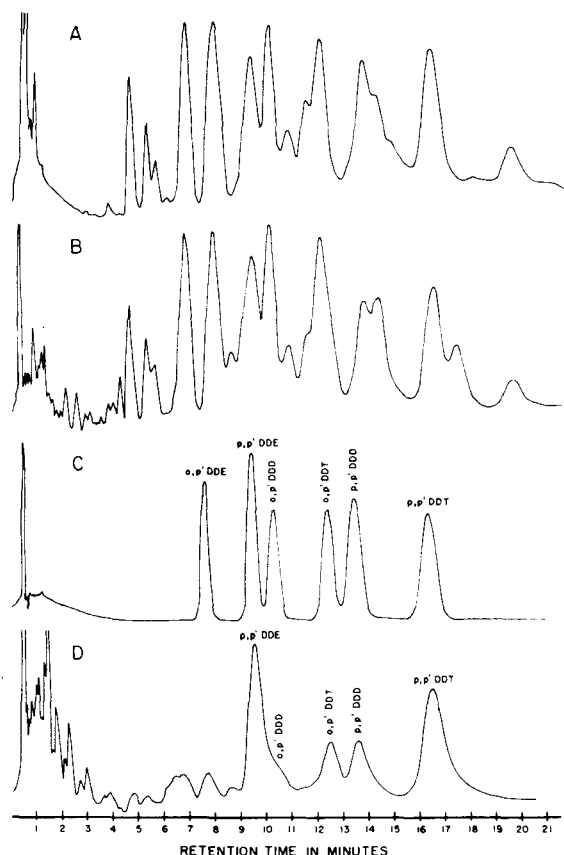 A
B
C
o,p' DDE
p,p' DDE
o,p' DDD
o,p' DDT
p,p' DDD
p,p' DDT
D
p,p' DDE
o,p' DDD
o,p' DDT
p,p' DDD
p,p' DDT
1 2 3 4 5 6 7 8 9 10 11 12 13 14 15 16 17 18 19 20 21
RETENTION TIME IN MINUTES